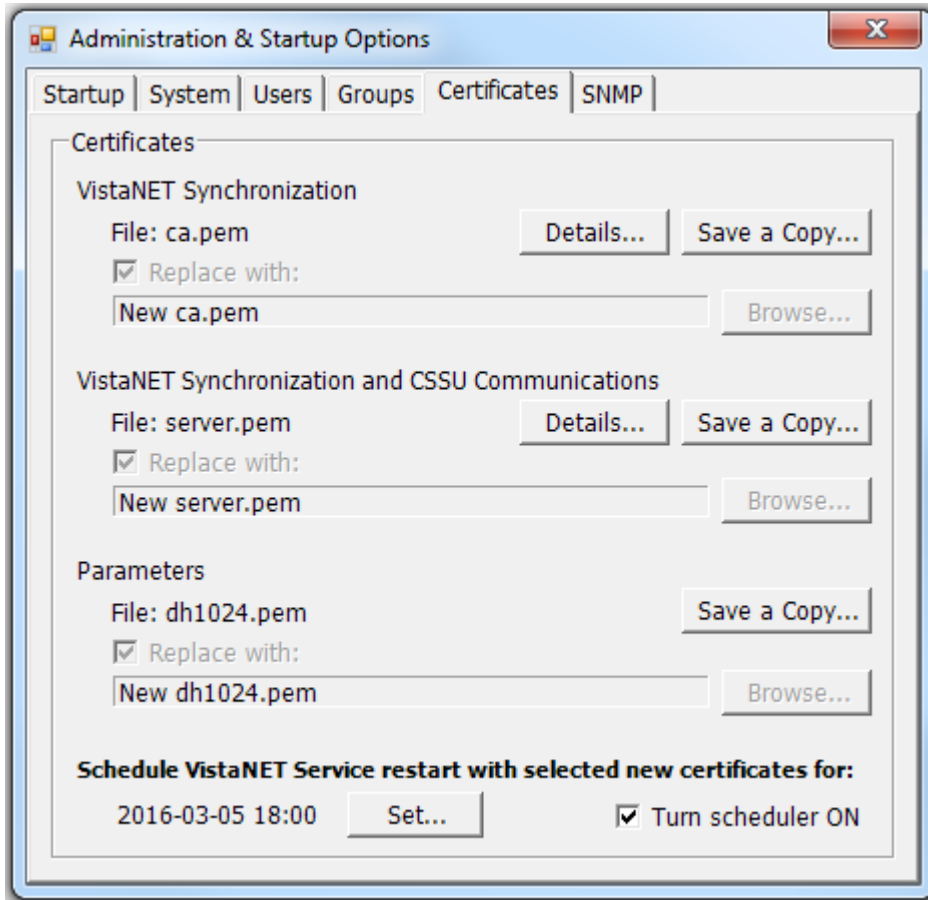 Administration & Startup Options
Startup System Users Groups Certificates SNMP
Certificates
VistaNET Synchronization
File: ca.pem Details... Save a Copy...
Replace with:
New ca.pem Browse...
VistaNET Synchronization and CSSU Communications
File: server.pem Details... Save a Copy...
Replace with:
New server.pem Browse...
Parameters
File: dh1024.pem Save a Copy...
Replace with:
New dh1024.pem Browse...
Schedule VistaNET Service restart with selected new certificates for:
2016-03-05 18:00 Set... Turn scheduler ON